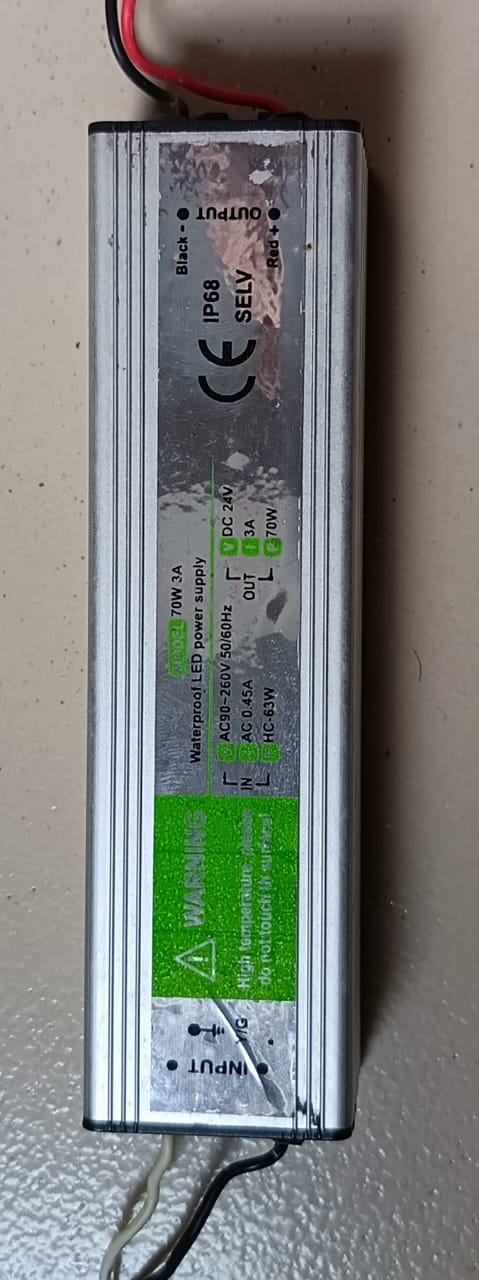 INPUT
Y/G
WARNING
High temperature, please
do not touch th surface!
MODEL 70W 3A
Waterproof LED power supply
IN
V AC90~260V 50/60Hz
AC 0.45A
HC-63W
OUT
V DC 24V
I 3A
P 70W
CE
IP68
SELV
Black -
OUTPUT
Red +